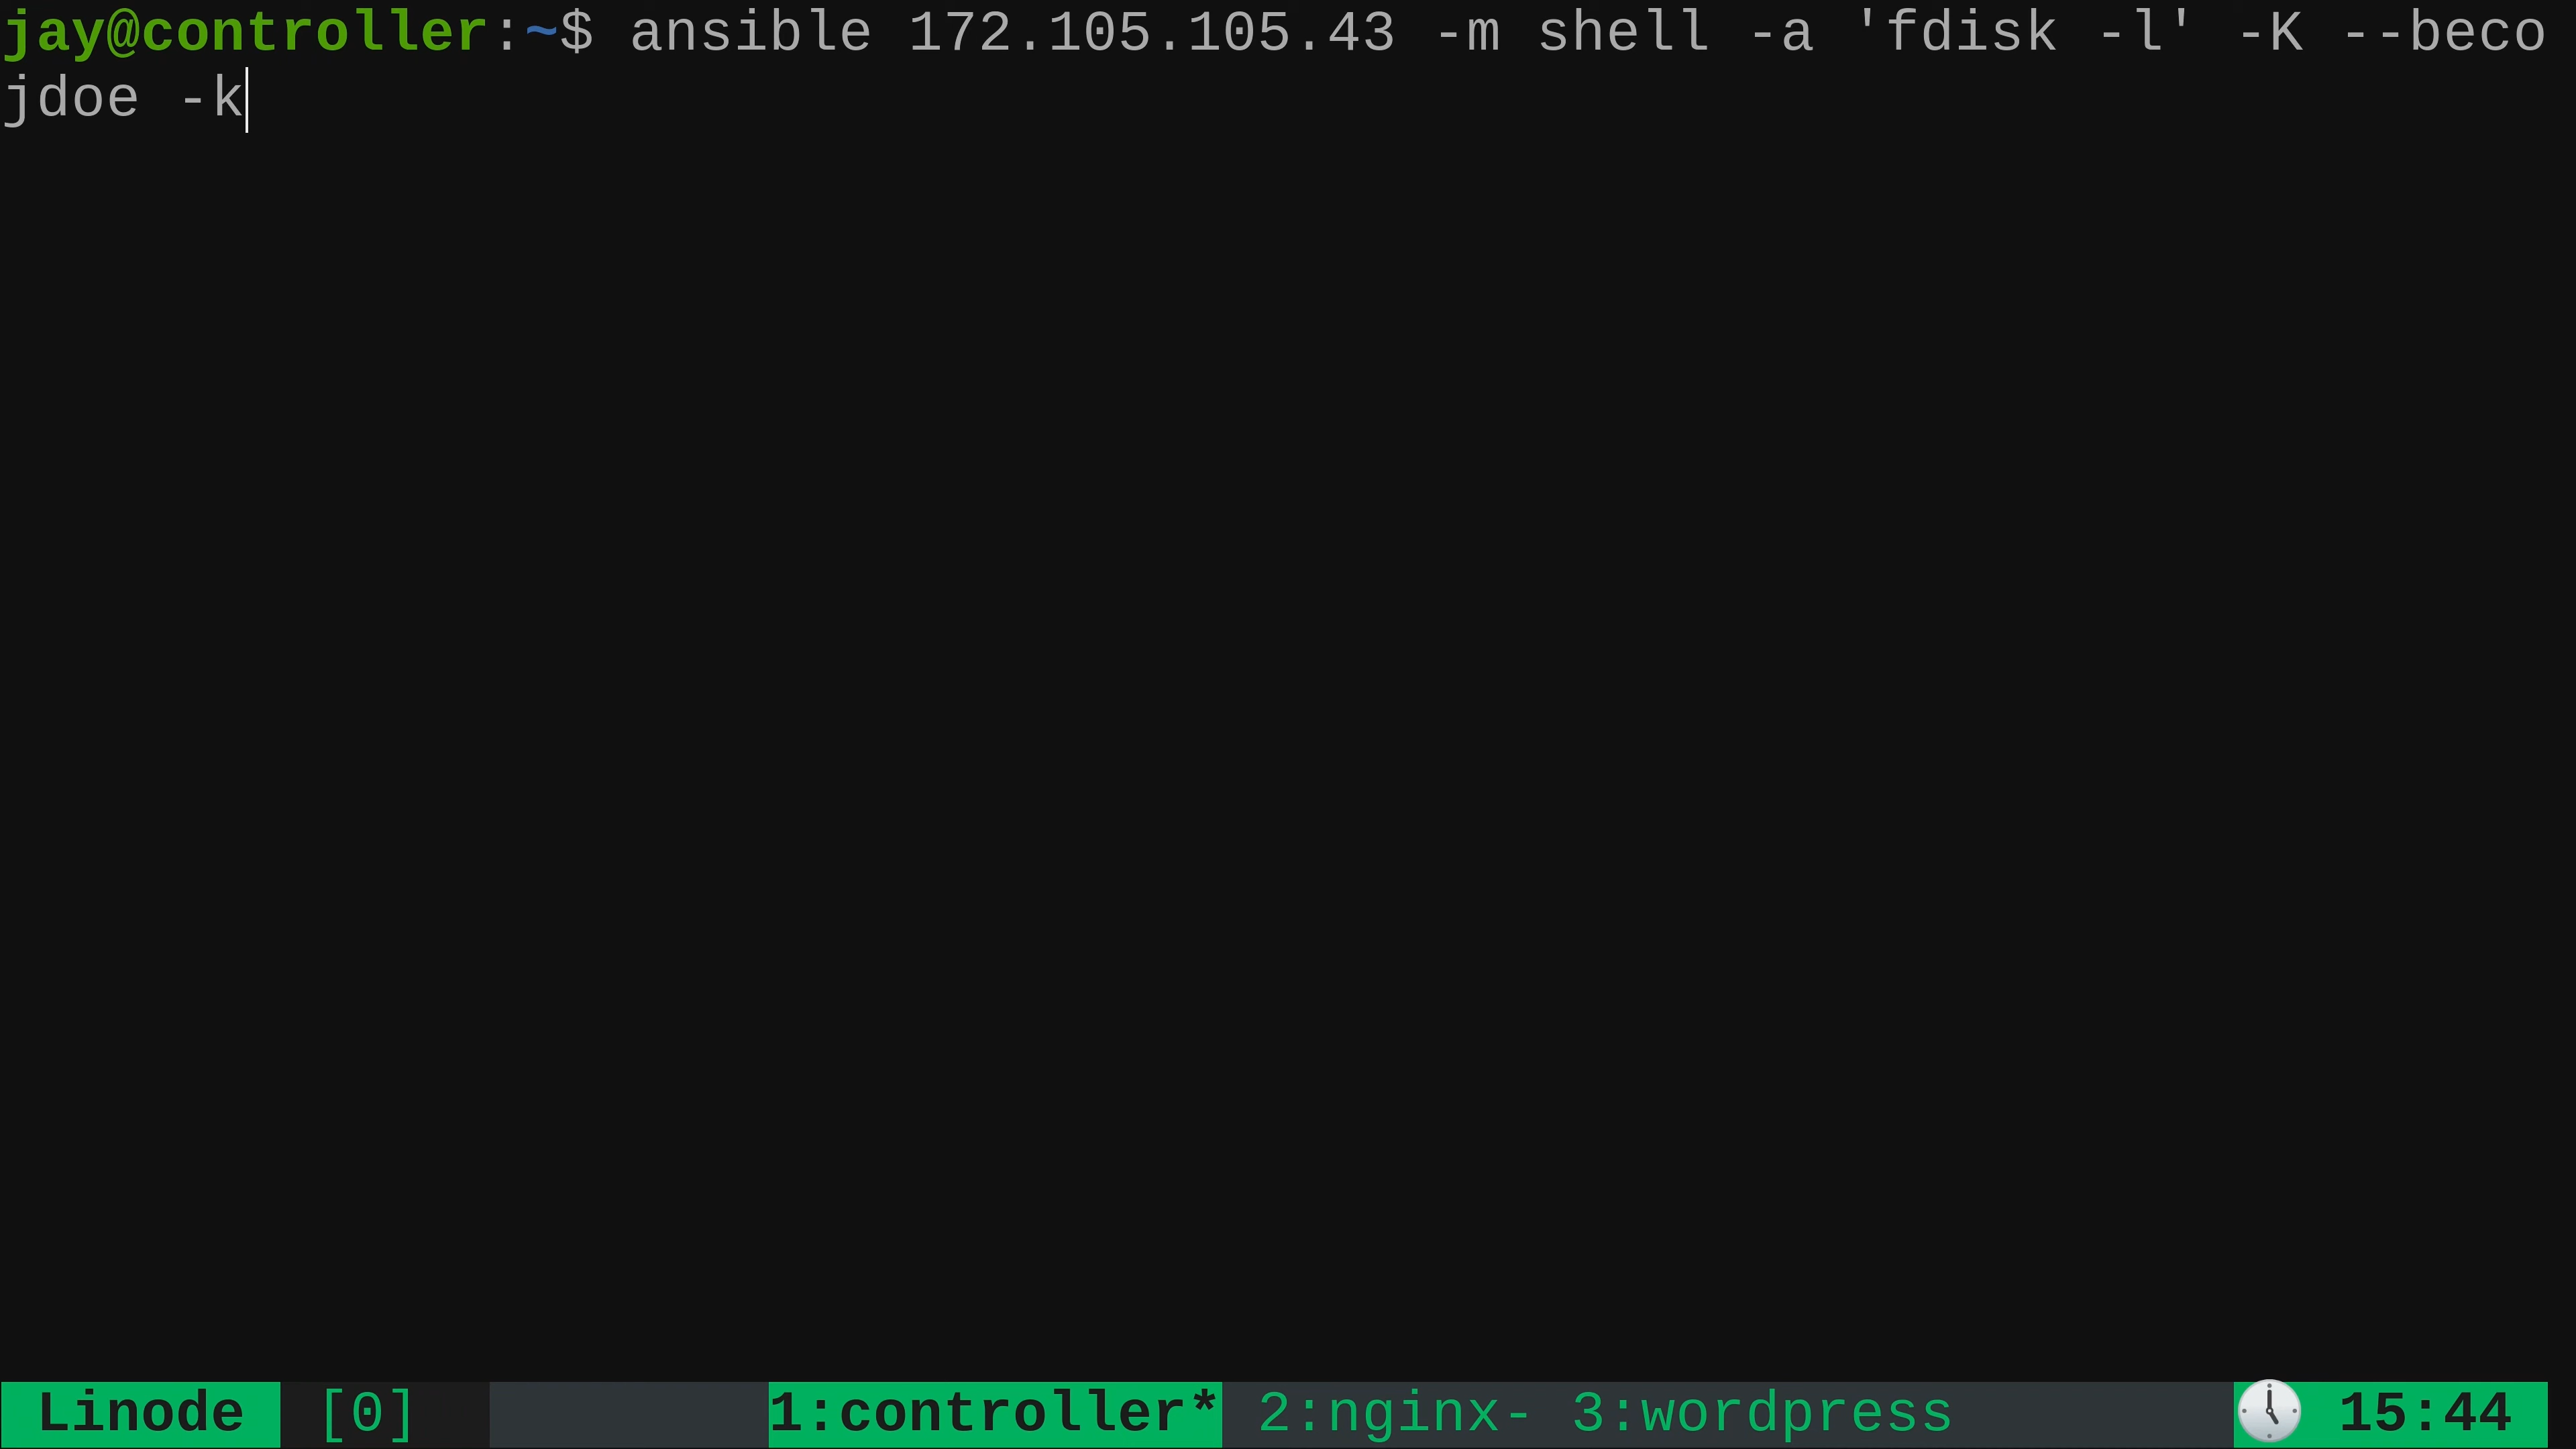 jay@controller:~$ ansible 172.105.105.43 -m shell -a 'fdisk -l' -K --beco
jdoe -k
Linode [0] 1:controller* 2:nginx- 3:wordpress 15:44